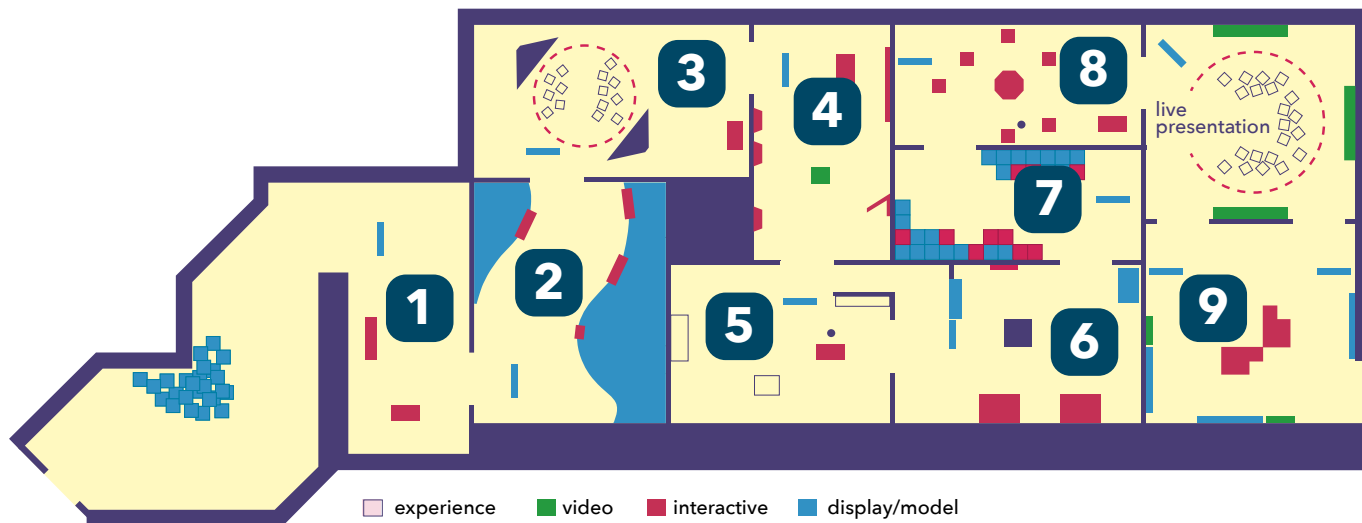 3
4
8
live
presentation
7
2
1
5
6
9
experience
video
interactive
display/model